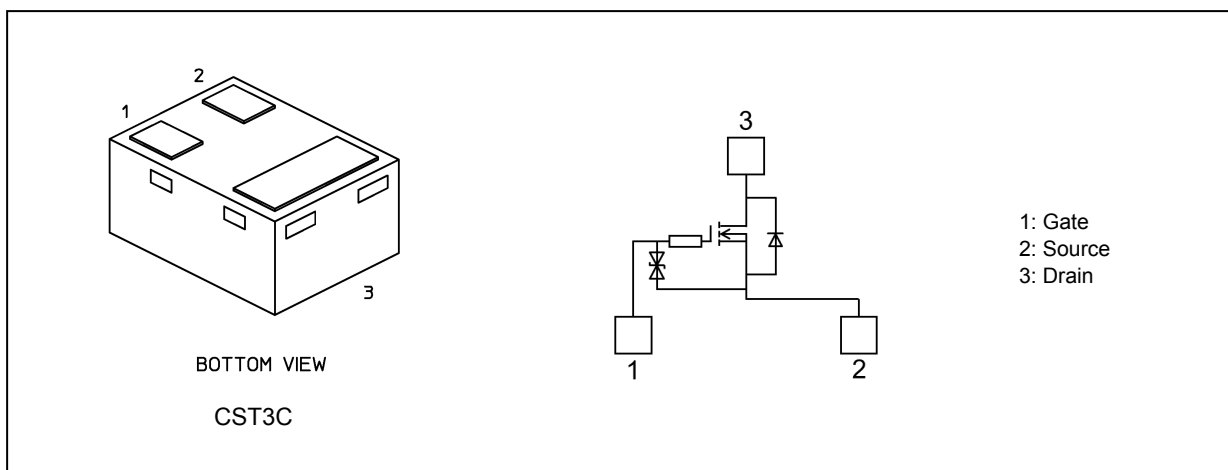 2
1
3
BOTTOM VIEW
CST3C
3
1
2
1: Gate
2: Source
3: Drain